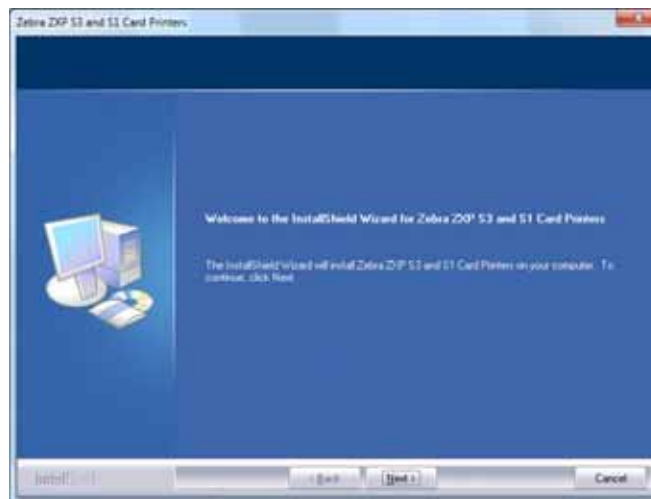 Zebra ZXP S3 and S1 Card Printers
Welcome to the InstallShield Wizard for Zebra ZXP S3 and S1 Card Printers
The InstallShield Wizard will install Zebra ZXP S3 and S1 Card Printers on your computer. To
continue, click Next
InstallShield
< Back
Next >
Cancel